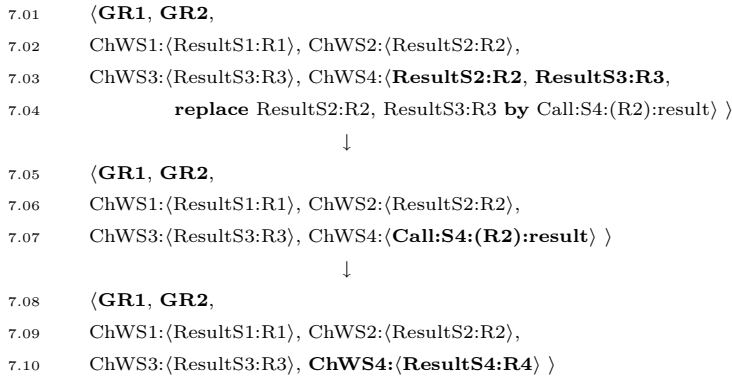 7.01 ⟨GR1, GR2,
7.02 ChWS1:⟨ResultS1:R1⟩, ChWS2:⟨ResultS2:R2⟩,
7.03 ChWS3:⟨ResultS3:R3⟩, ChWS4:⟨ResultS2:R2, ResultS3:R3,
7.04 replace ResultS2:R2, ResultS3:R3 by Call:S4:(R2):result⟩ ⟩
↓
7.05 ⟨GR1, GR2,
7.06 ChWS1:⟨ResultS1:R1⟩, ChWS2:⟨ResultS2:R2⟩,
7.07 ChWS3:⟨ResultS3:R3⟩, ChWS4:⟨Call:S4:(R2):result⟩ ⟩
↓
7.08 ⟨GR1, GR2,
7.09 ChWS1:⟨ResultS1:R1⟩, ChWS2:⟨ResultS2:R2⟩,
7.10 ChWS3:⟨ResultS3:R3⟩, ChWS4:⟨ResultS4:R4⟩ ⟩